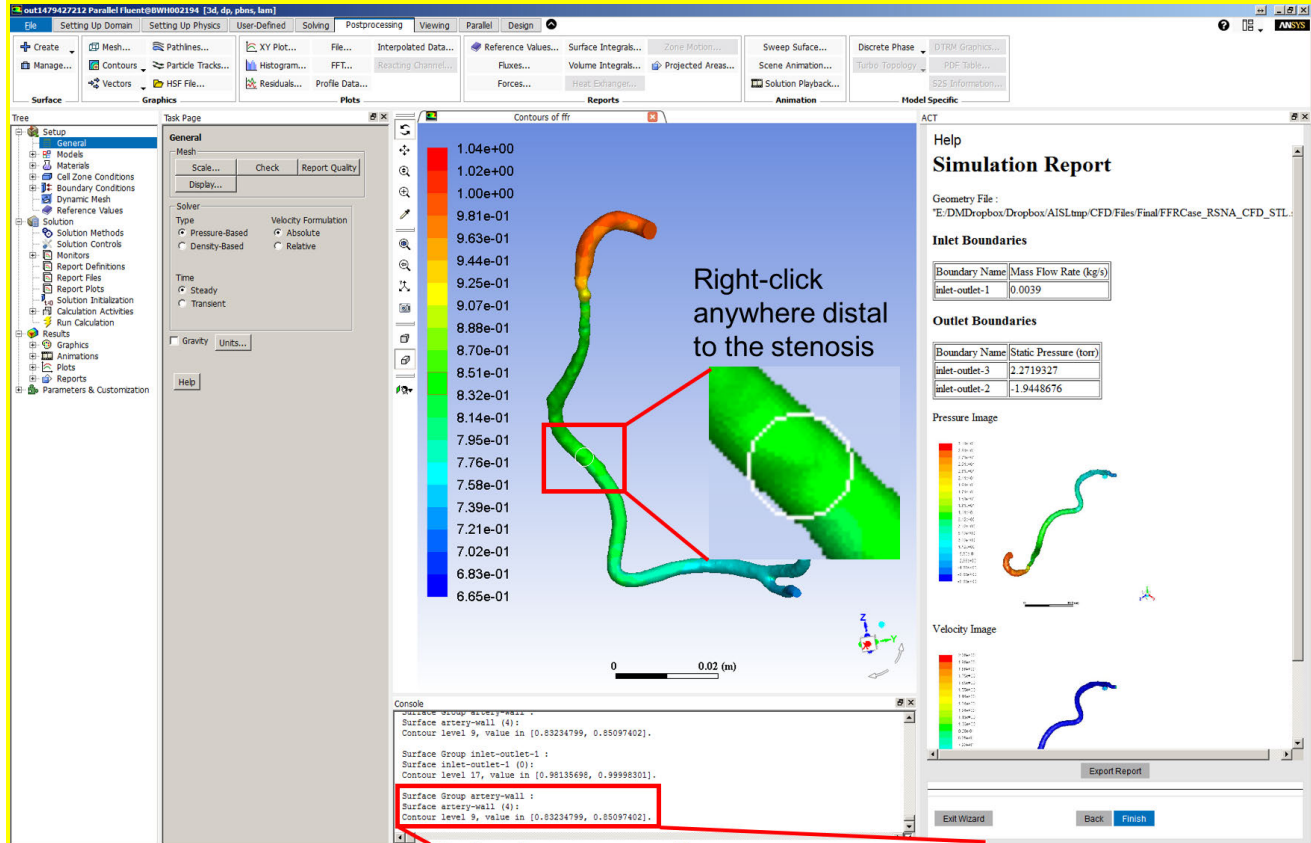 out1479427212 Parallel Fluent@BWH002194 [3d, dp, pbns, lam]
File Setting Up Domain Setting Up Physics User-Defined Solving Postprocessing Viewing Parallel Design
ANSYS
Create Mesh... Pathlines... XY Plot... File... Interpolated Data... Reference Values... Surface Integrals... Zone Motion... Sweep Suface... Discrete Phase DTRM Graphics...
Manage... Contours Particle Tracks... Histogram... FFT... Reacting Channel... Fluxes... Volume Integrals... Projected Areas... Scene Animation... Turbo Topology PDF Table...
Vectors HSF File... Residuals... Profile Data... Forces... Heat Exhanger... Solution Playback... S2S Information...
Surface Graphics Plots Reports Animation Model Specific
Tree
Setup
General
Models
Materials
Cell Zone Conditions
Boundary Conditions
Dynamic Mesh
Reference Values
Solution
Solution Methods
Solution Controls
Monitors
Report Definitions
Report Files
Report Plots
Solution Initialization
Calculation Activities
Run Calculation
Results
Graphics
Animations
Plots
Reports
Parameters & Customization
Task Page
General
Mesh
Scale... Check Report Quality
Display...
Solver
Type Velocity Formulation
Pressure-Based Absolute
Density-Based Relative
Time
Steady
Transient
Gravity Units...
Help
Contours of ffr
1.04e+00
1.02e+00
1.00e+00
9.81e-01
9.63e-01
9.44e-01
9.25e-01
9.07e-01
8.88e-01
8.70e-01
8.51e-01
8.32e-01
8.14e-01
7.95e-01
7.76e-01
7.58e-01
7.39e-01
7.21e-01
7.02e-01
6.83e-01
6.65e-01
Right-click
anywhere distal
to the stenosis
Z
Y
0 0.02 (m)
Console
Surface Group artery-wall :
Surface artery-wall (4):
Contour level 9, value in [0.83234799, 0.85097402].
Surface Group inlet-outlet-1 :
Surface inlet-outlet-1 (0):
Contour level 17, value in [0.98135698, 0.99998301].
Surface Group artery-wall :
Surface artery-wall (4):
Contour level 9, value in [0.83234799, 0.85097402].
ACT
Help
Simulation Report
Geometry File :
"E:/DMDropbox/Dropbox/AISLtmp/CFD/Files/Final/FFRCase_RSNA_CFD_STL.s
Inlet Boundaries
Boundary Name Mass Flow Rate (kg/s)
inlet-outlet-1 0.0039
Outlet Boundaries
Boundary Name Static Pressure (torr)
inlet-outlet-3 2.2719327
inlet-outlet-2 -1.9448676
Pressure Image
Velocity Image
Export Report
Exit Wizard Back Finish